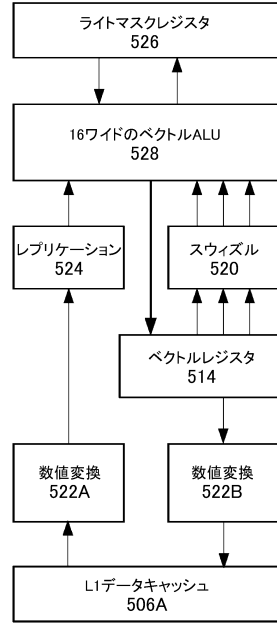 ライトマスクレジスタ
526
16ワイドのベクトルALU
528
レプリケーション
524
スウィズル
520
ベクトルレジスタ
514
数値変換
522A
数値変換
522B
L1データキャッシュ
506A